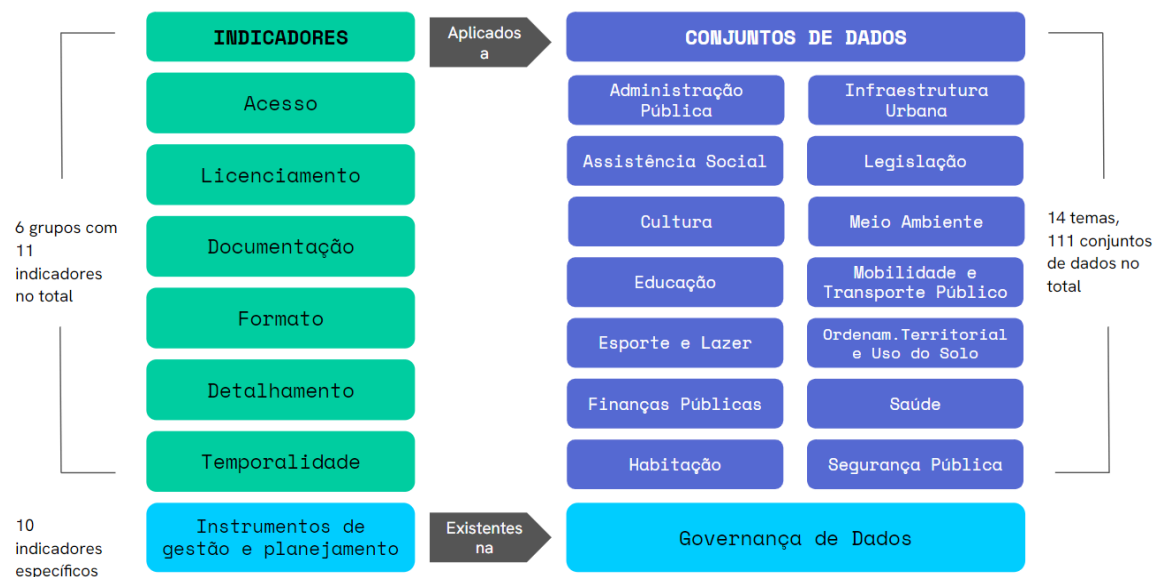 INDICADORES
Aplicados
a
CONJUNTOS DE DADOS
Acesso
Licenciamento
Documentação
Formato
Detalhamento
Temporalidade
6 grupos com
11
indicadores
no total
Administração
Pública
Infraestrutura
Urbana
Assistência Social
Legislação
Cultura
Meio Ambiente
Educação
Mobilidade e
Transporte Público
Esporte e Lazer
Ordenam.Territorial
e Uso do Solo
Finanças Públicas
Saúde
Habitação
Segurança Pública
14 temas,
111 conjuntos
de dados no
total
10
indicadores
específicos
Instrumentos de
gestão e planejamento
Existentes
na
Governança de Dados